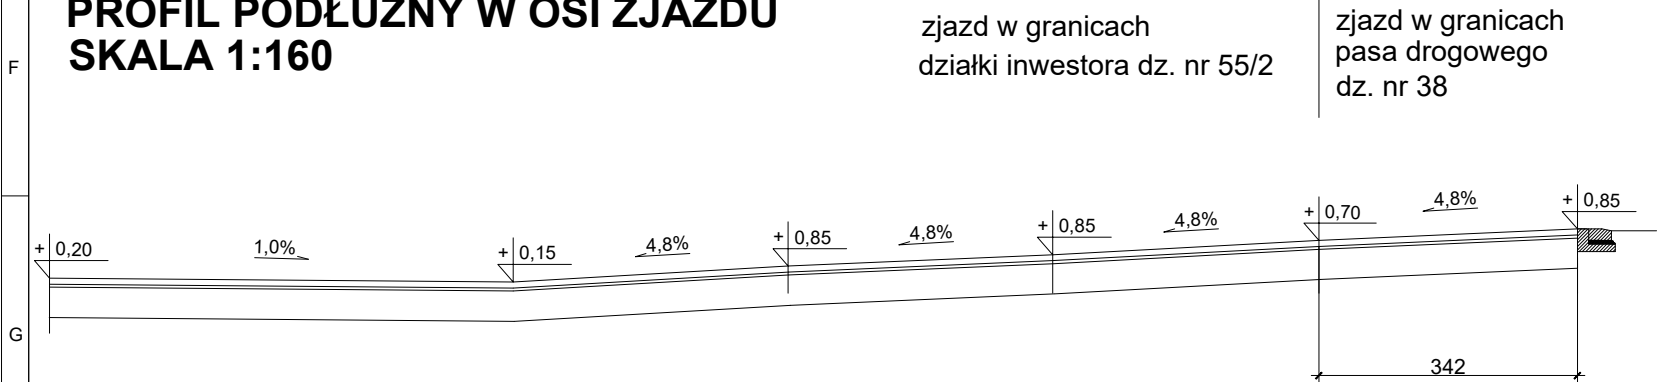 PROFIL PODŁUŻNY W OSI ZJAZDU
SKALA 1:160
zjazd w granicach
działki inwestora dz. nr 55/2
zjazd w granicach
pasa drogowego
dz. nr 38
F
G
+ 0,20
1,0%
+ 0,15
4,8%
+ 0,85
4,8%
+ 0,85
4,8%
+ 0,70
4,8%
+ 0,85
342